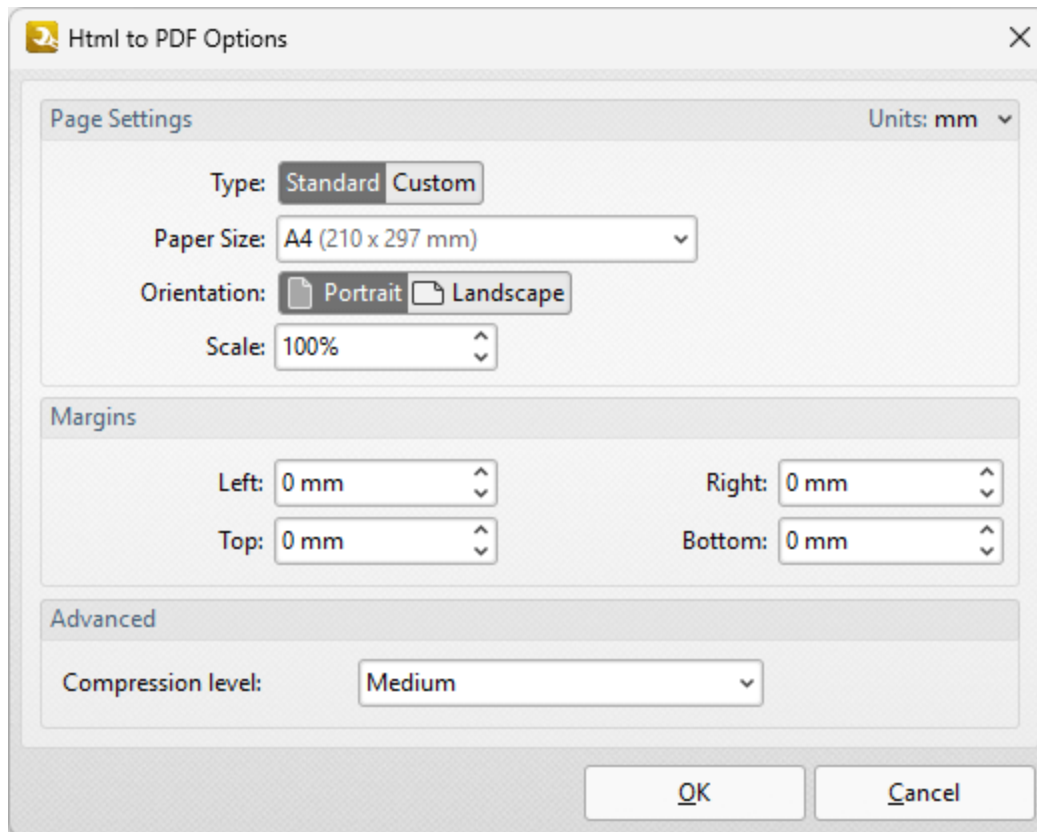 Html to PDF Options
Page Settings Units: mm
Type: Standard Custom
Paper Size: A4 (210 x 297 mm)
Orientation: Portrait Landscape
Scale: 100%
Margins
Left: 0 mm Right: 0 mm
Top: 0 mm Bottom: 0 mm
Advanced
Compression level: Medium
OK Cancel